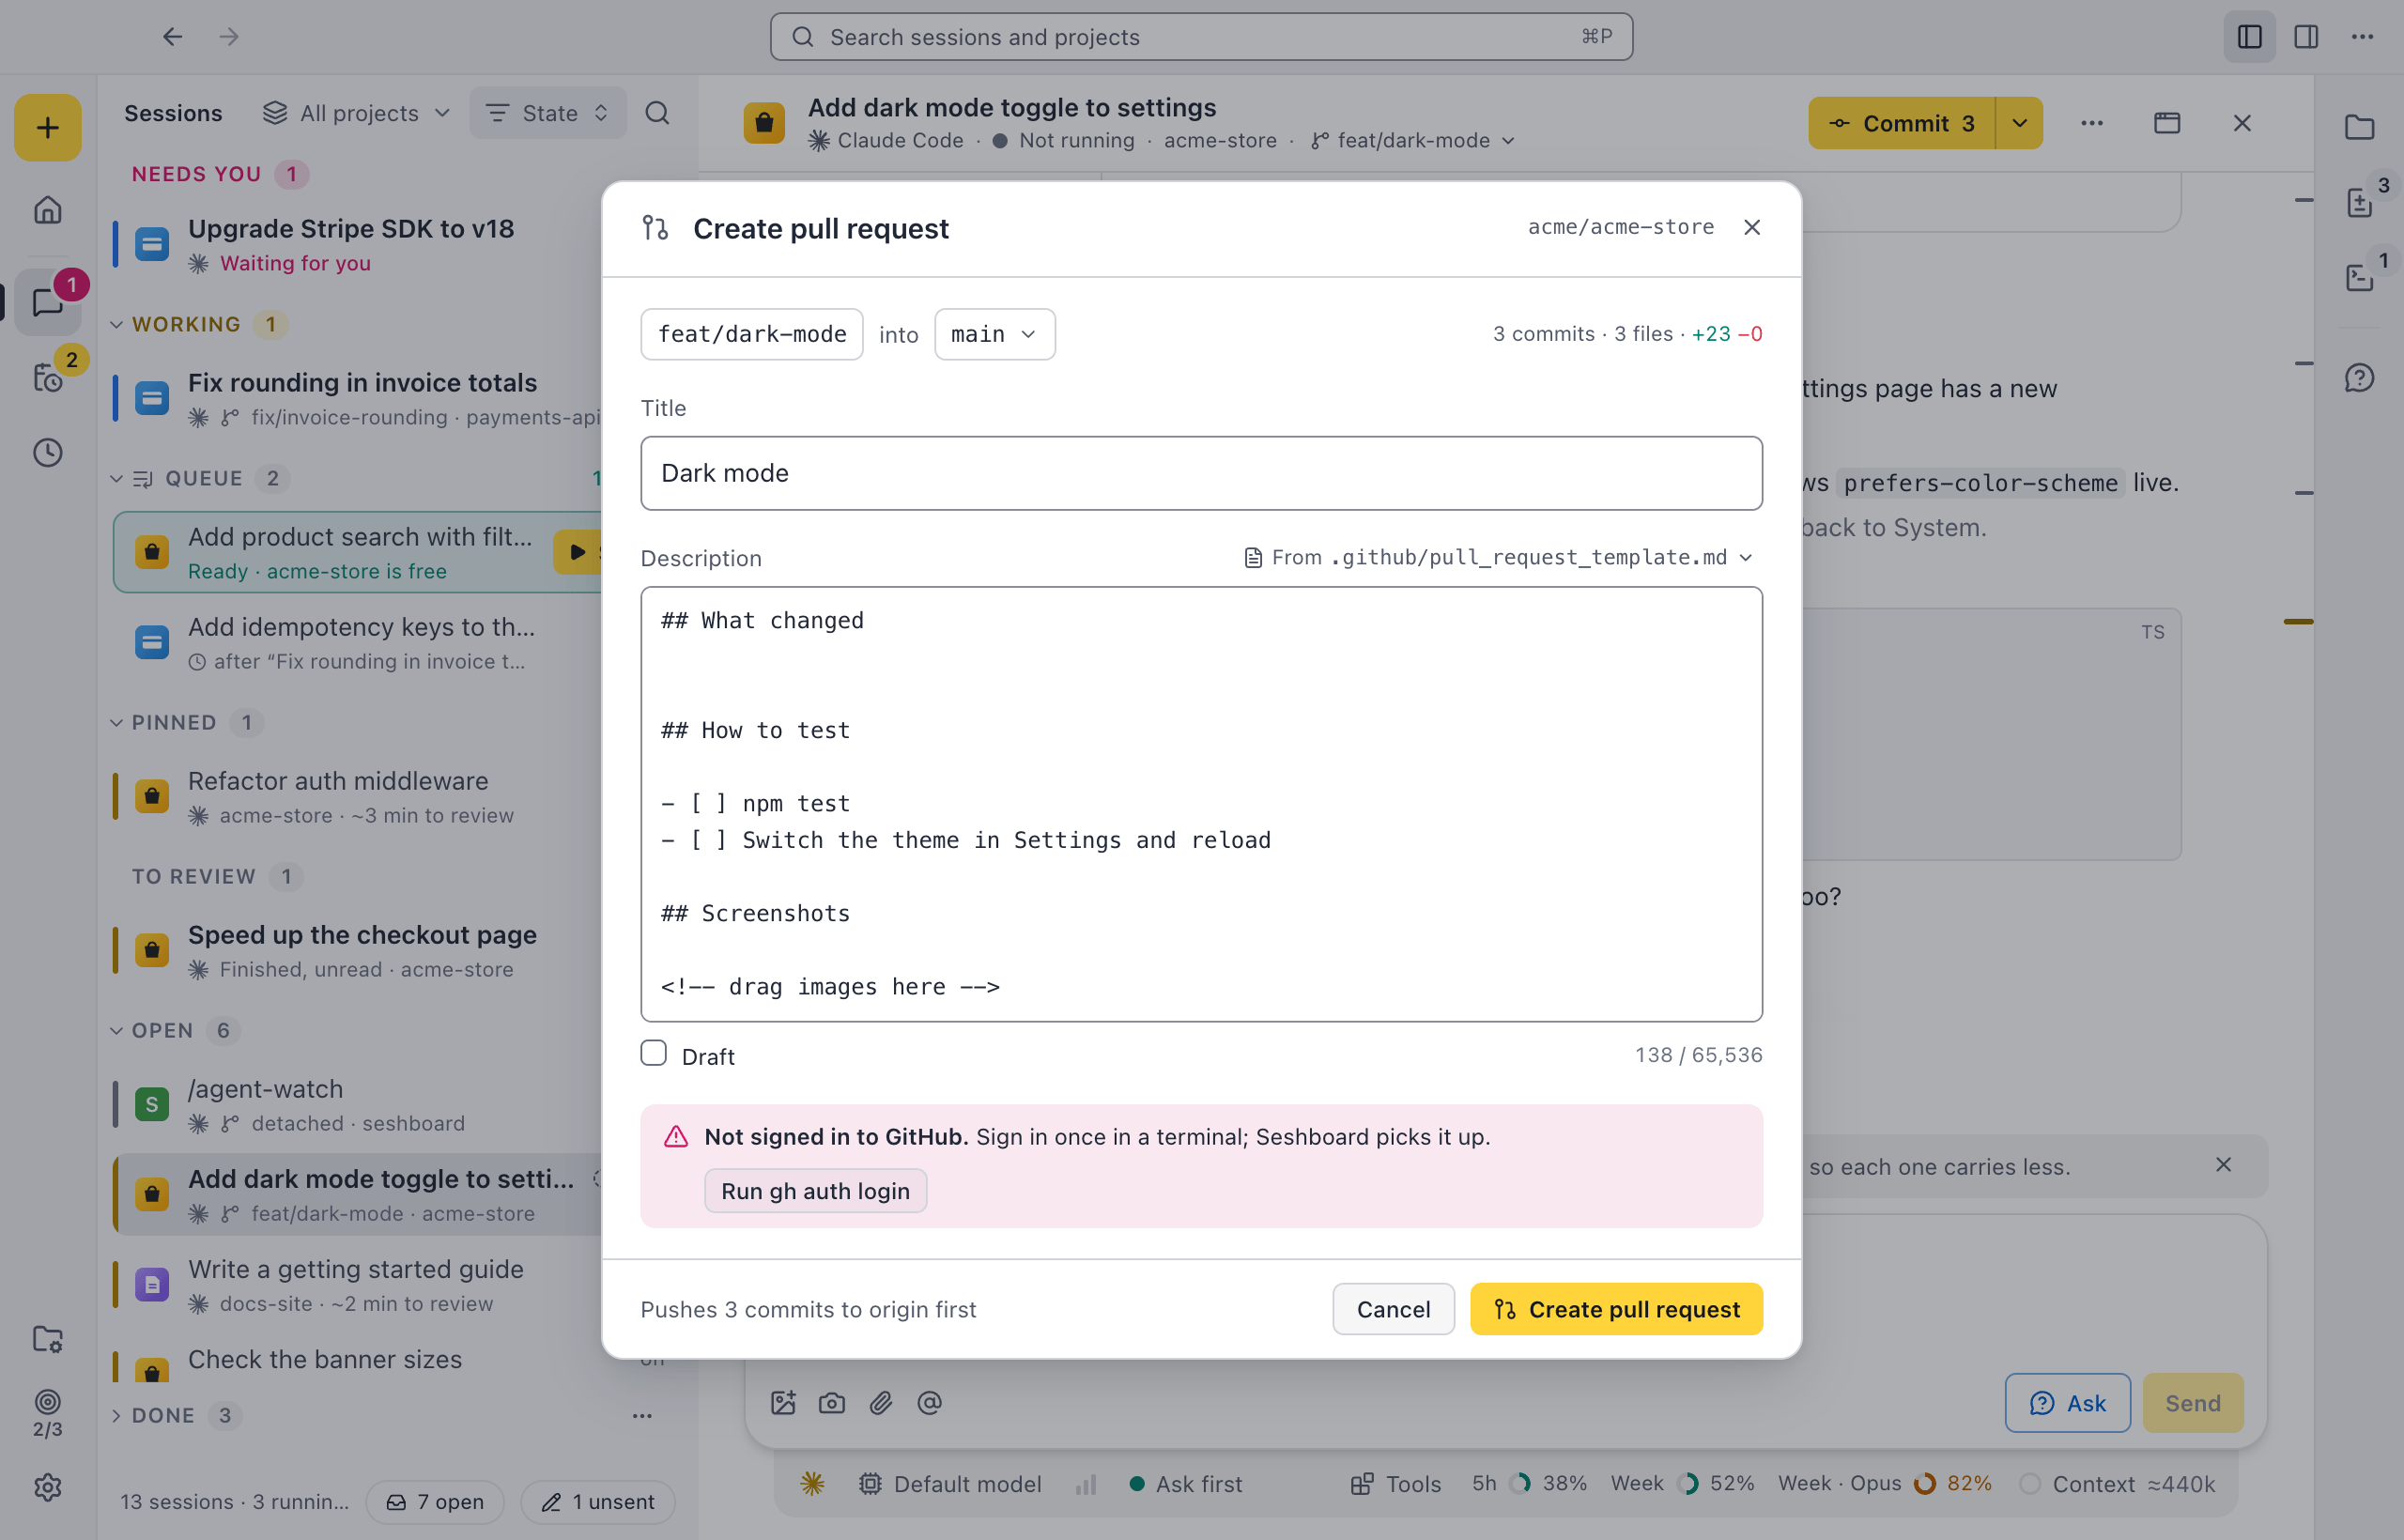 Search sessions and projects ⌘P
Sessions All projects State
NEEDS YOU 1
Upgrade Stripe SDK to v18
Waiting for you
WORKING 1
Fix rounding in invoice totals
fix/invoice-rounding · payments-api
QUEUE 2
Add product search with filt...
Ready · acme-store is free
Add idempotency keys to th...
after “Fix rounding in invoice t...
PINNED 1
Refactor auth middleware
acme-store · ~3 min to review
TO REVIEW 1
Speed up the checkout page
Finished, unread · acme-store
OPEN 6
S
/agent-watch
detached · seshboard
Add dark mode toggle to setti...
feat/dark-mode · acme-store
Write a getting started guide
docs-site · ~2 min to review
Check the banner sizes
DONE 3
13 sessions · 3 runnin... 7 open 1 unsent
1
2
2/3
Add dark mode toggle to settings
Claude Code · Not running · acme-store · feat/dark-mode
Commit 3
3
1
Create pull request acme/acme-store
feat/dark-mode into main 3 commits · 3 files · +23 −0
Title
Dark mode
Description From .github/pull_request_template.md
## What changed
## How to test
- [ ] npm test
- [ ] Switch the theme in Settings and reload
## Screenshots
<!-- drag images here -->
Draft 138 / 65,536
Not signed in to GitHub. Sign in once in a terminal; Seshboard picks it up.
Run gh auth login
Pushes 3 commits to origin first Cancel Create pull request
page has a new
prefers-color-scheme live.
back to System.
TS
so each one carries less.
Ask Send
Default model Ask first Tools 5h 38% Week 52% Week · Opus 82% Context ≈440k